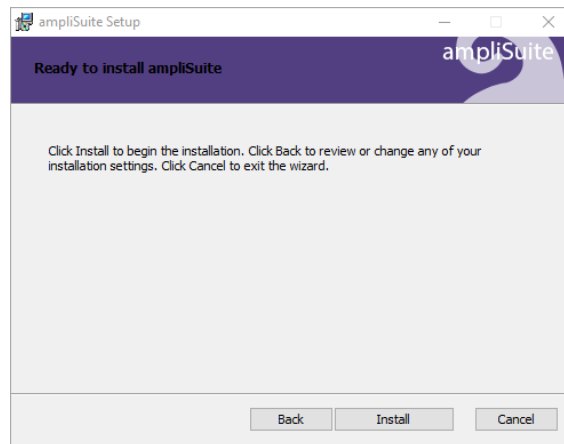 ampliSuite Setup
ampliSuite
Ready to install ampliSuite
Click Install to begin the installation. Click Back to review or change any of your
installation settings. Click Cancel to exit the wizard.
Back Install Cancel